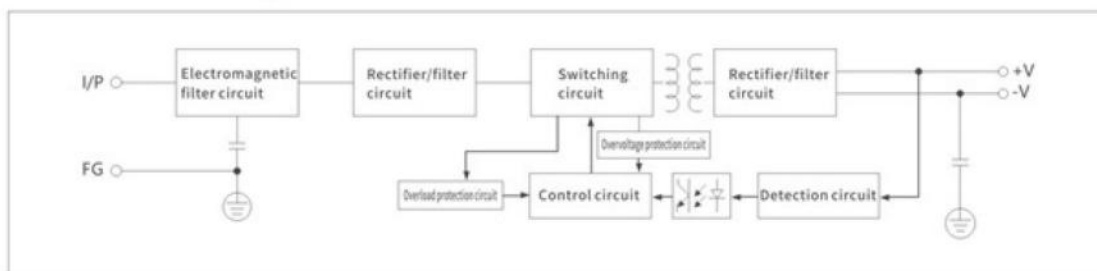 I/P
Electromagnetic
filter circuit
Rectifier/filter
circuit
Switching
circuit
Rectifier/filter
circuit
+V
-V
Overvoltage protection circuit
FG
Overload protection circuit
Control circuit
Detection circuit